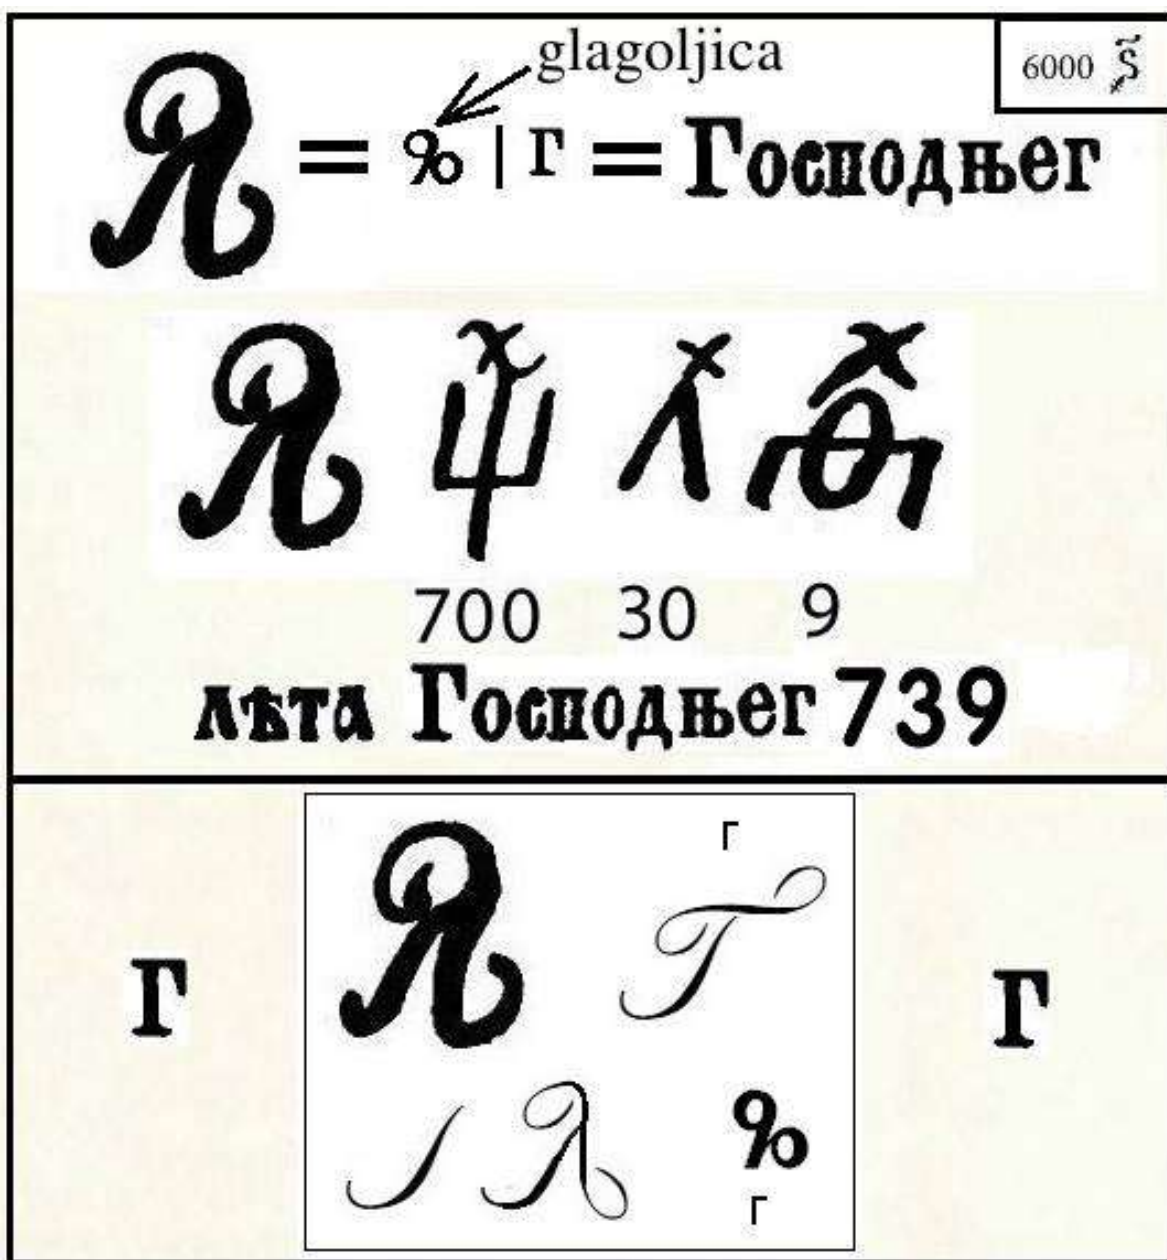 glagoljica
6000 ѕ҃
Ꙗ = Ⰳ | Г = Господњег
Ѱ Л Ѳ
700 30 9
лѣта Господњег 739
Г
Г
Г
Ⰳ
Г
Г